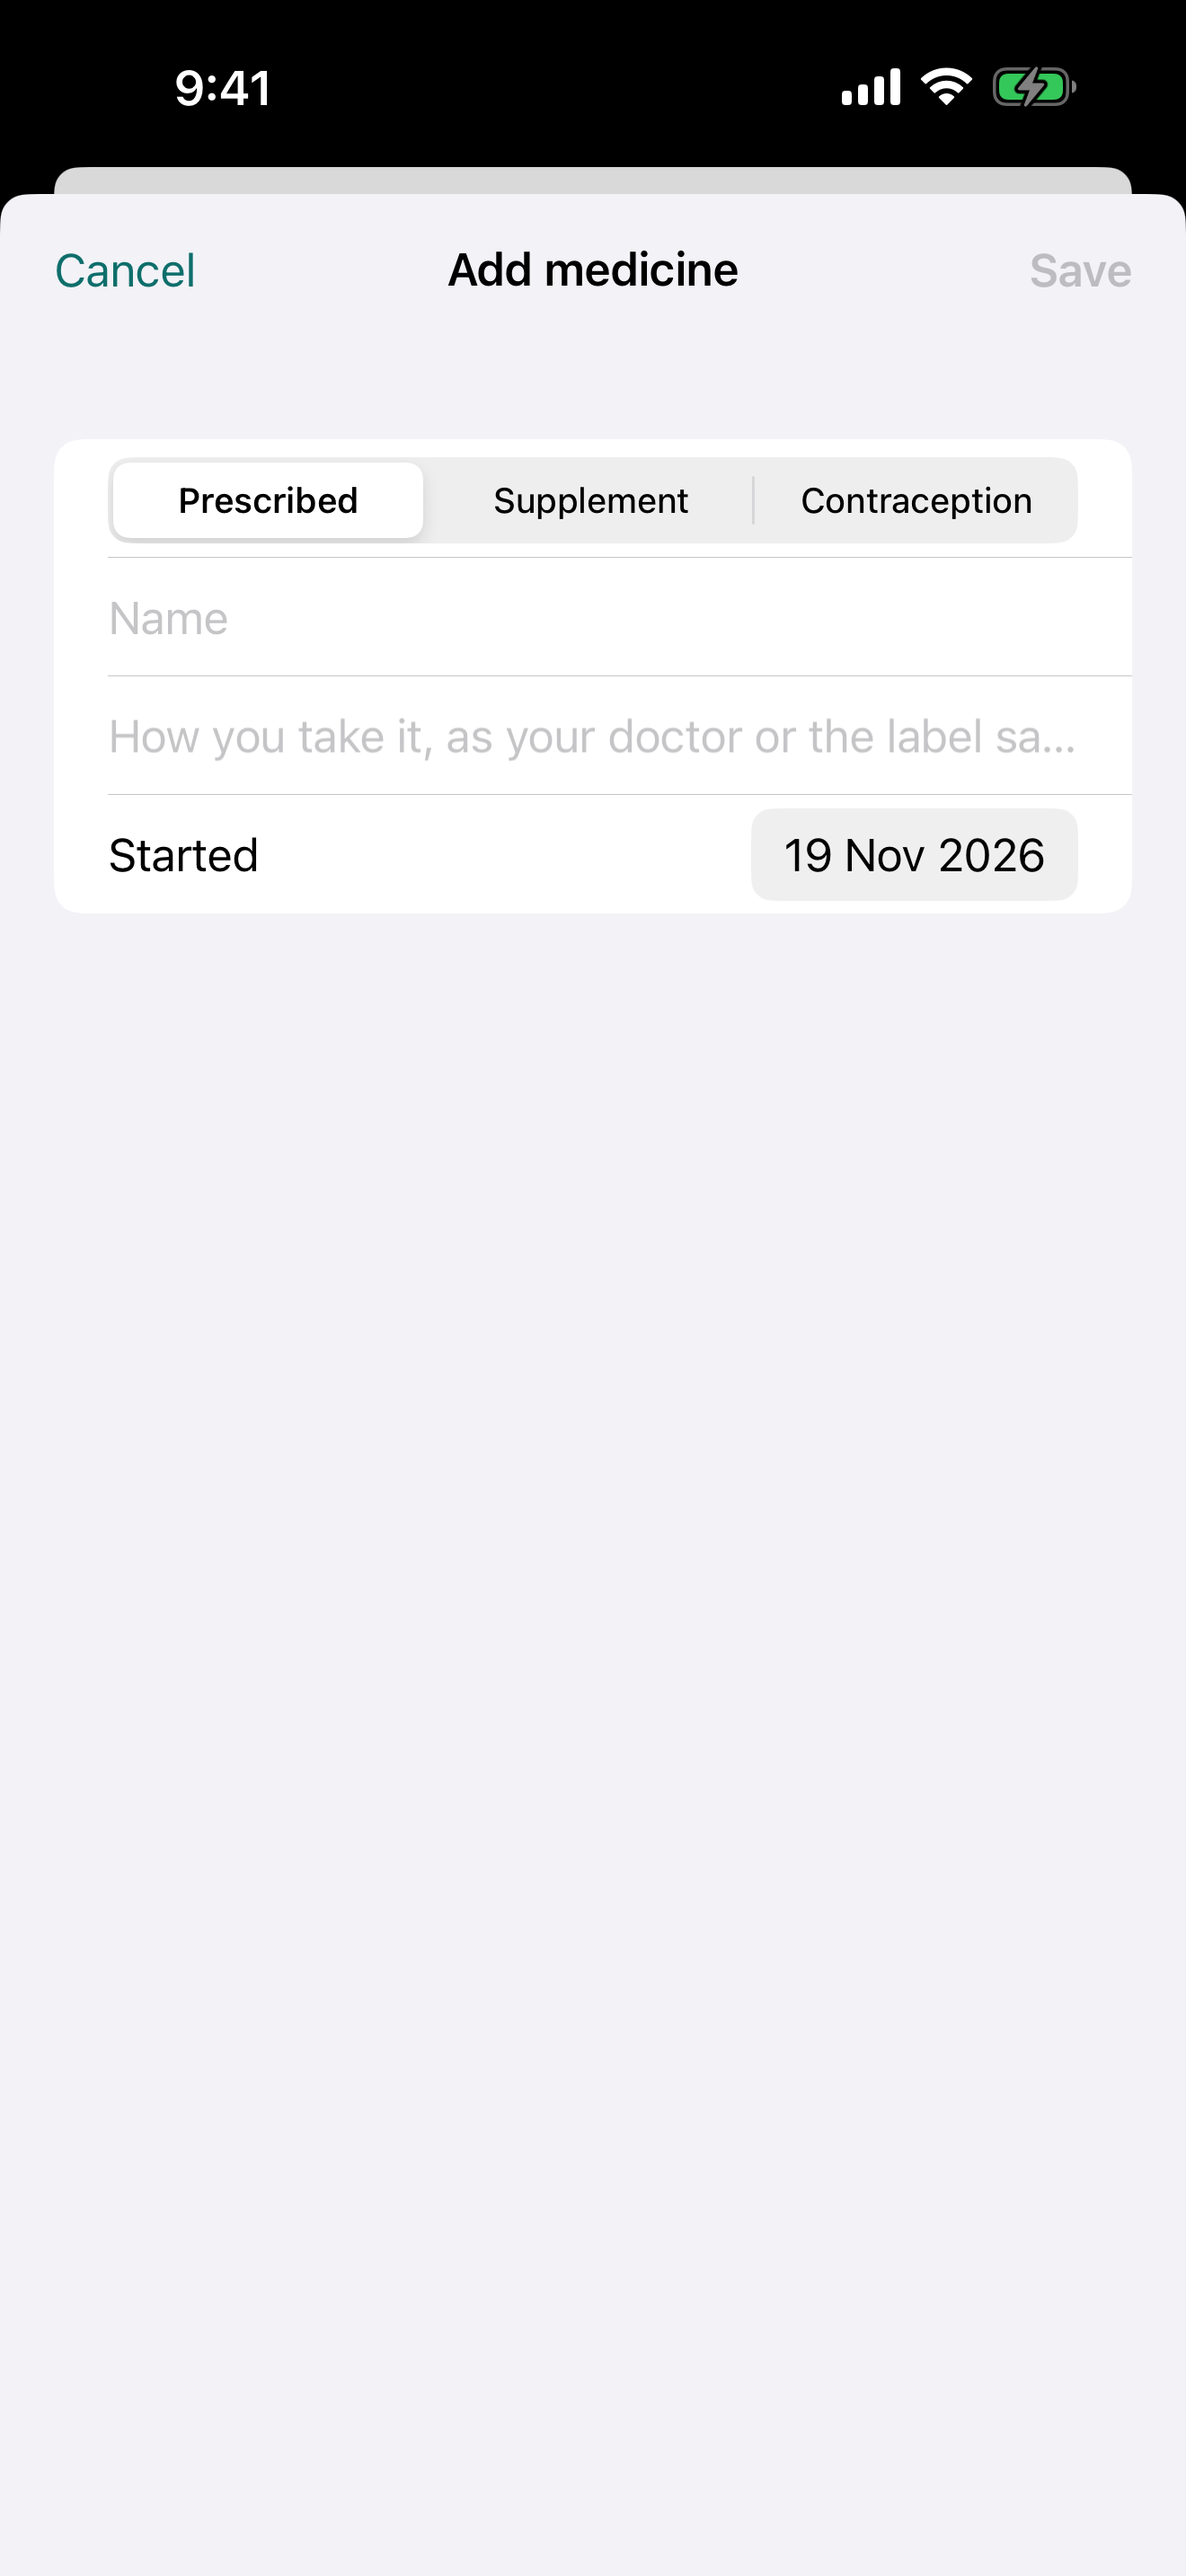 9:41
Cancel
Add medicine
Save
Prescribed
Supplement
Contraception
Name
How you take it, as your doctor or the label sa...
Started
19 Nov 2026